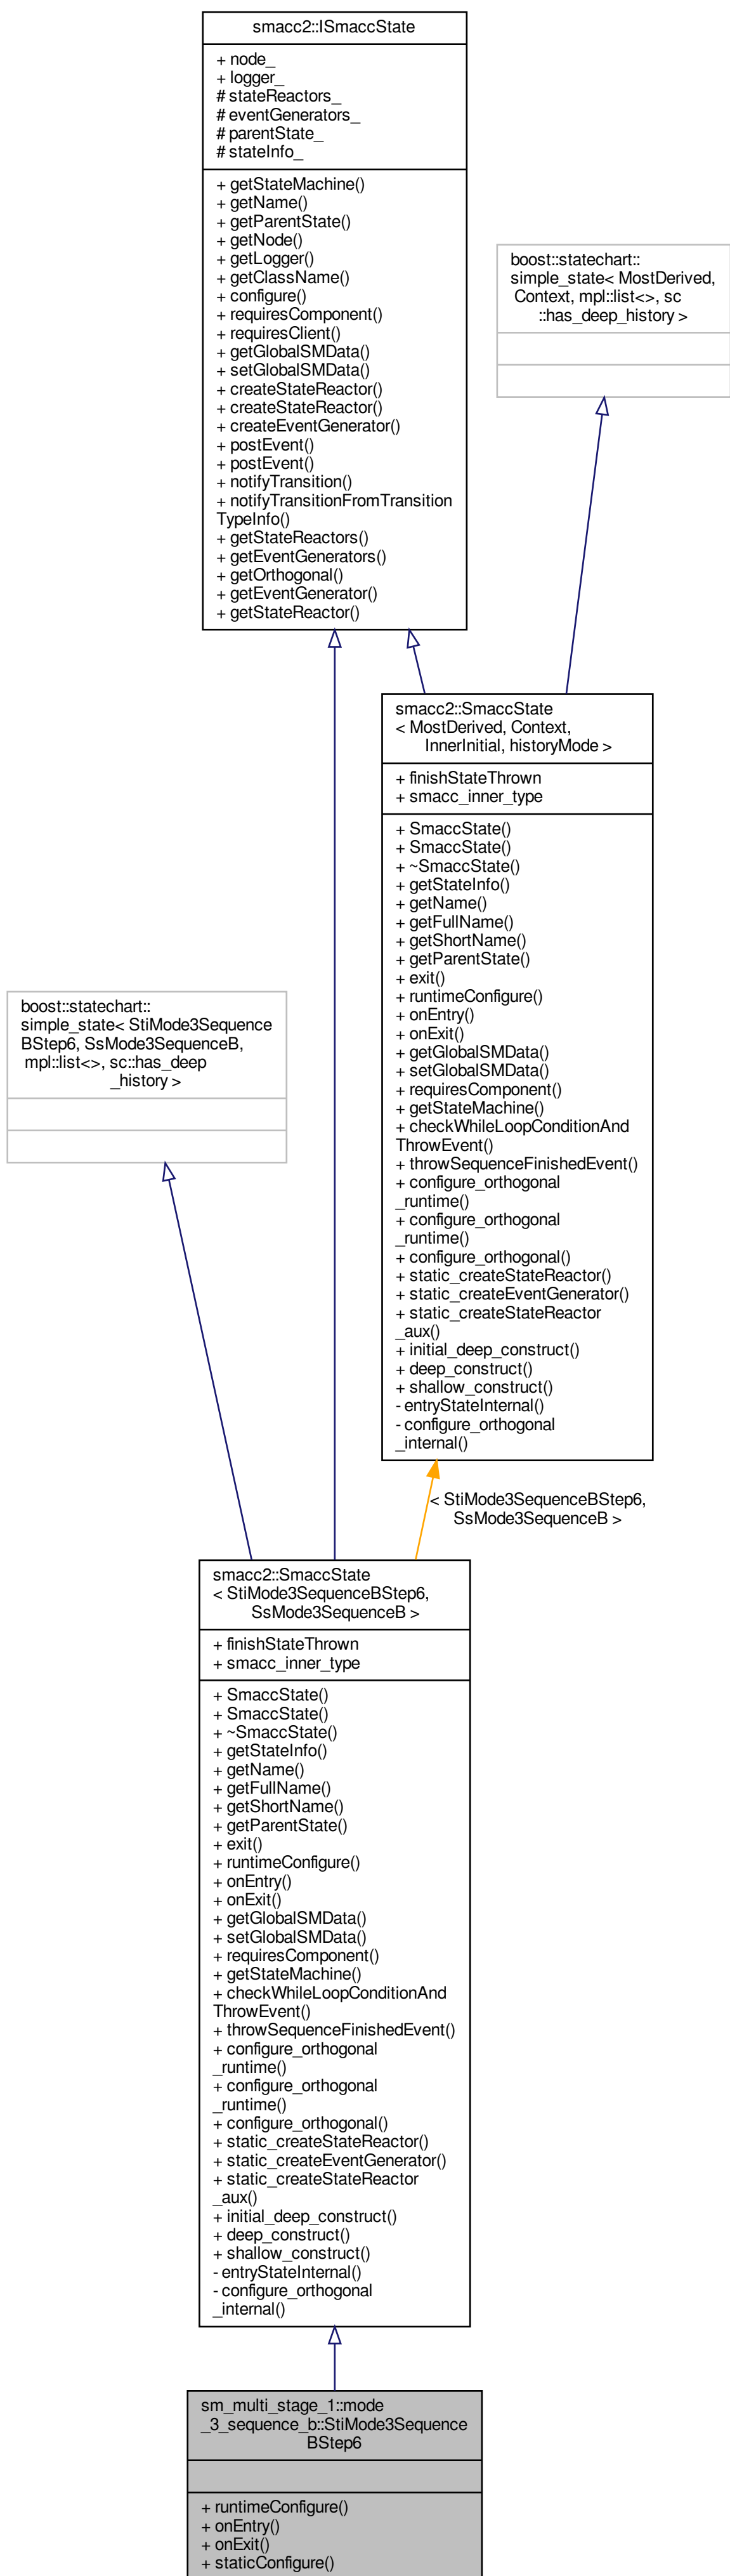 smacc2::ISmaccState
+ node_
+ logger_
# stateReactors_
# eventGenerators_
# parentState_
# stateInfo_
+ getStateMachine()
+ getName()
+ getParentState()
+ getNode()
+ getLogger()
+ getClassName()
+ configure()
+ requiresComponent()
+ requiresClient()
+ getGlobalSMData()
+ setGlobalSMData()
+ createStateReactor()
+ createStateReactor()
+ createEventGenerator()
+ postEvent()
+ postEvent()
+ notifyTransition()
+ notifyTransitionFromTransition
TypeInfo()
+ getStateReactors()
+ getEventGenerators()
+ getOrthogonal()
+ getEventGenerator()
+ getStateReactor()
boost::statechart::
simple_state< MostDerived,
Context, mpl::list<>, sc
::has_deep_history >
smacc2::SmaccState
< MostDerived, Context,
InnerInitial, historyMode >
+ finishStateThrown
+ smacc_inner_type
+ SmaccState()
+ SmaccState()
+ ~SmaccState()
+ getStateInfo()
+ getName()
+ getFullName()
+ getShortName()
+ getParentState()
+ exit()
+ runtimeConfigure()
+ onEntry()
+ onExit()
+ getGlobalSMData()
+ setGlobalSMData()
+ requiresComponent()
+ getStateMachine()
+ checkWhileLoopConditionAnd
ThrowEvent()
+ throwSequenceFinishedEvent()
+ configure_orthogonal
_runtime()
+ configure_orthogonal
_runtime()
+ configure_orthogonal()
+ static_createStateReactor()
+ static_createEventGenerator()
+ static_createStateReactor
_aux()
+ initial_deep_construct()
+ deep_construct()
+ shallow_construct()
- entryStateInternal()
- configure_orthogonal
_internal()
boost::statechart::
simple_state< StiMode3Sequence
BStep6, SsMode3SequenceB,
mpl::list<>, sc::has_deep
_history >
< StiMode3SequenceBStep6,
SsMode3SequenceB >
smacc2::SmaccState
< StiMode3SequenceBStep6,
SsMode3SequenceB >
+ finishStateThrown
+ smacc_inner_type
+ SmaccState()
+ SmaccState()
+ ~SmaccState()
+ getStateInfo()
+ getName()
+ getFullName()
+ getShortName()
+ getParentState()
+ exit()
+ runtimeConfigure()
+ onEntry()
+ onExit()
+ getGlobalSMData()
+ setGlobalSMData()
+ requiresComponent()
+ getStateMachine()
+ checkWhileLoopConditionAnd
ThrowEvent()
+ throwSequenceFinishedEvent()
+ configure_orthogonal
_runtime()
+ configure_orthogonal
_runtime()
+ configure_orthogonal()
+ static_createStateReactor()
+ static_createEventGenerator()
+ static_createStateReactor
_aux()
+ initial_deep_construct()
+ deep_construct()
+ shallow_construct()
- entryStateInternal()
- configure_orthogonal
_internal()
sm_multi_stage_1::mode
_3_sequence_b::StiMode3Sequence
BStep6
+ runtimeConfigure()
+ onEntry()
+ onExit()
+ staticConfigure()